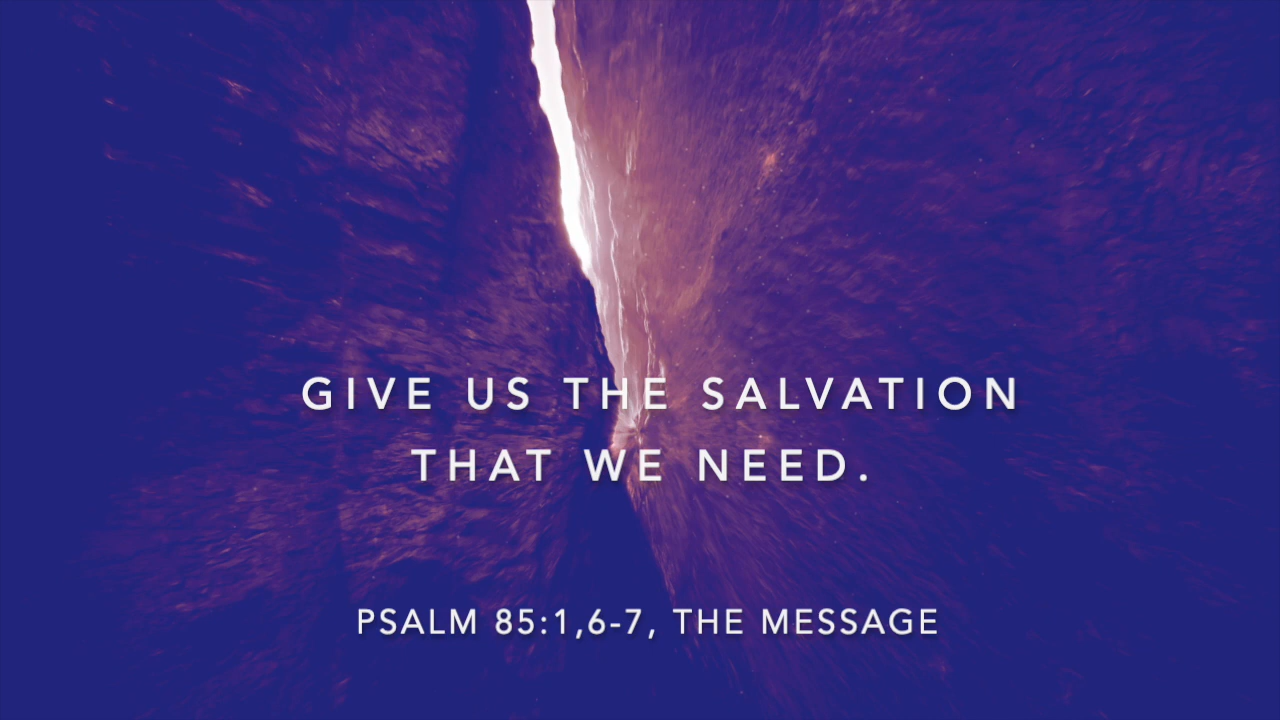 GIVE US THE SALVATION
THAT WE NEED.
PSALM 85:1,6-7, THE MESSAGE